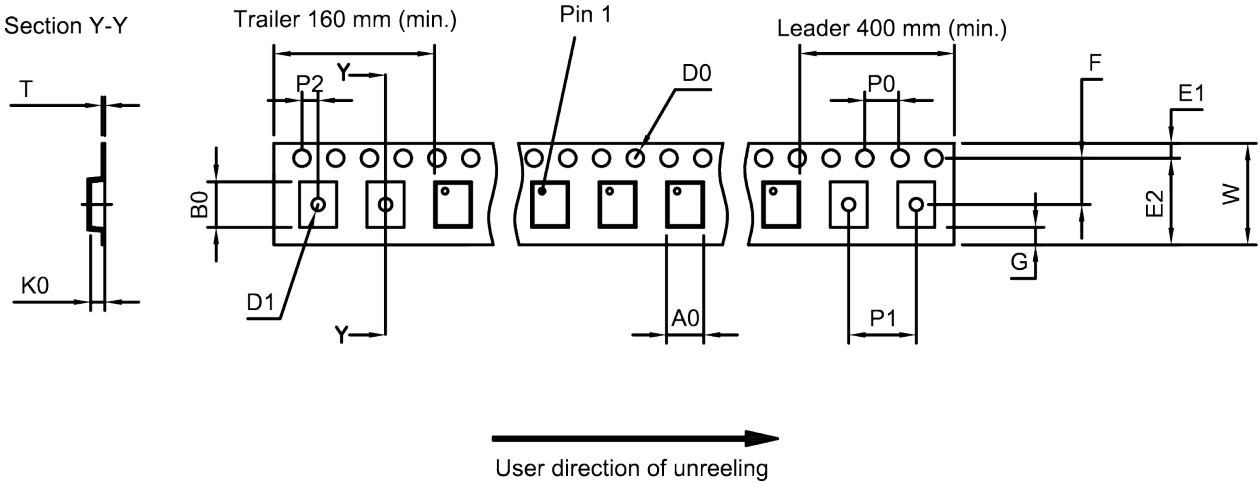 Section Y-Y
Trailer 160 mm (min.)
Pin 1
Leader 400 mm (min.)
T
P2
Y
D0
P0
F
E1
B0
E2
W
K0
D1
G
Y
A0
P1
User direction of unreeling